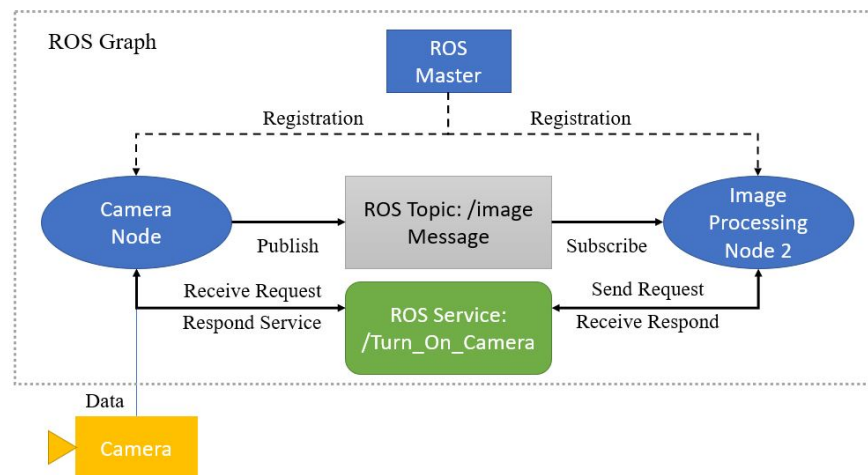 ROS Graph
ROS
Master
Registration
Registration
Camera
Node
Publish
ROS Topic: /image
Message
Subscribe
Image
Processing
Node 2
Receive Request
Respond Service
ROS Service:
/Turn_On_Camera
Send Request
Receive Respond
Data
Camera